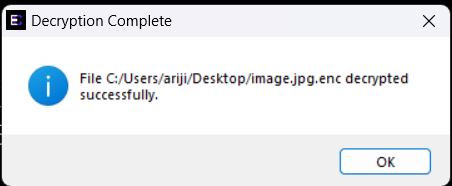 Decryption Complete
File C:/Users/ariji/Desktop/image.jpg.enc decrypted
successfully.
OK